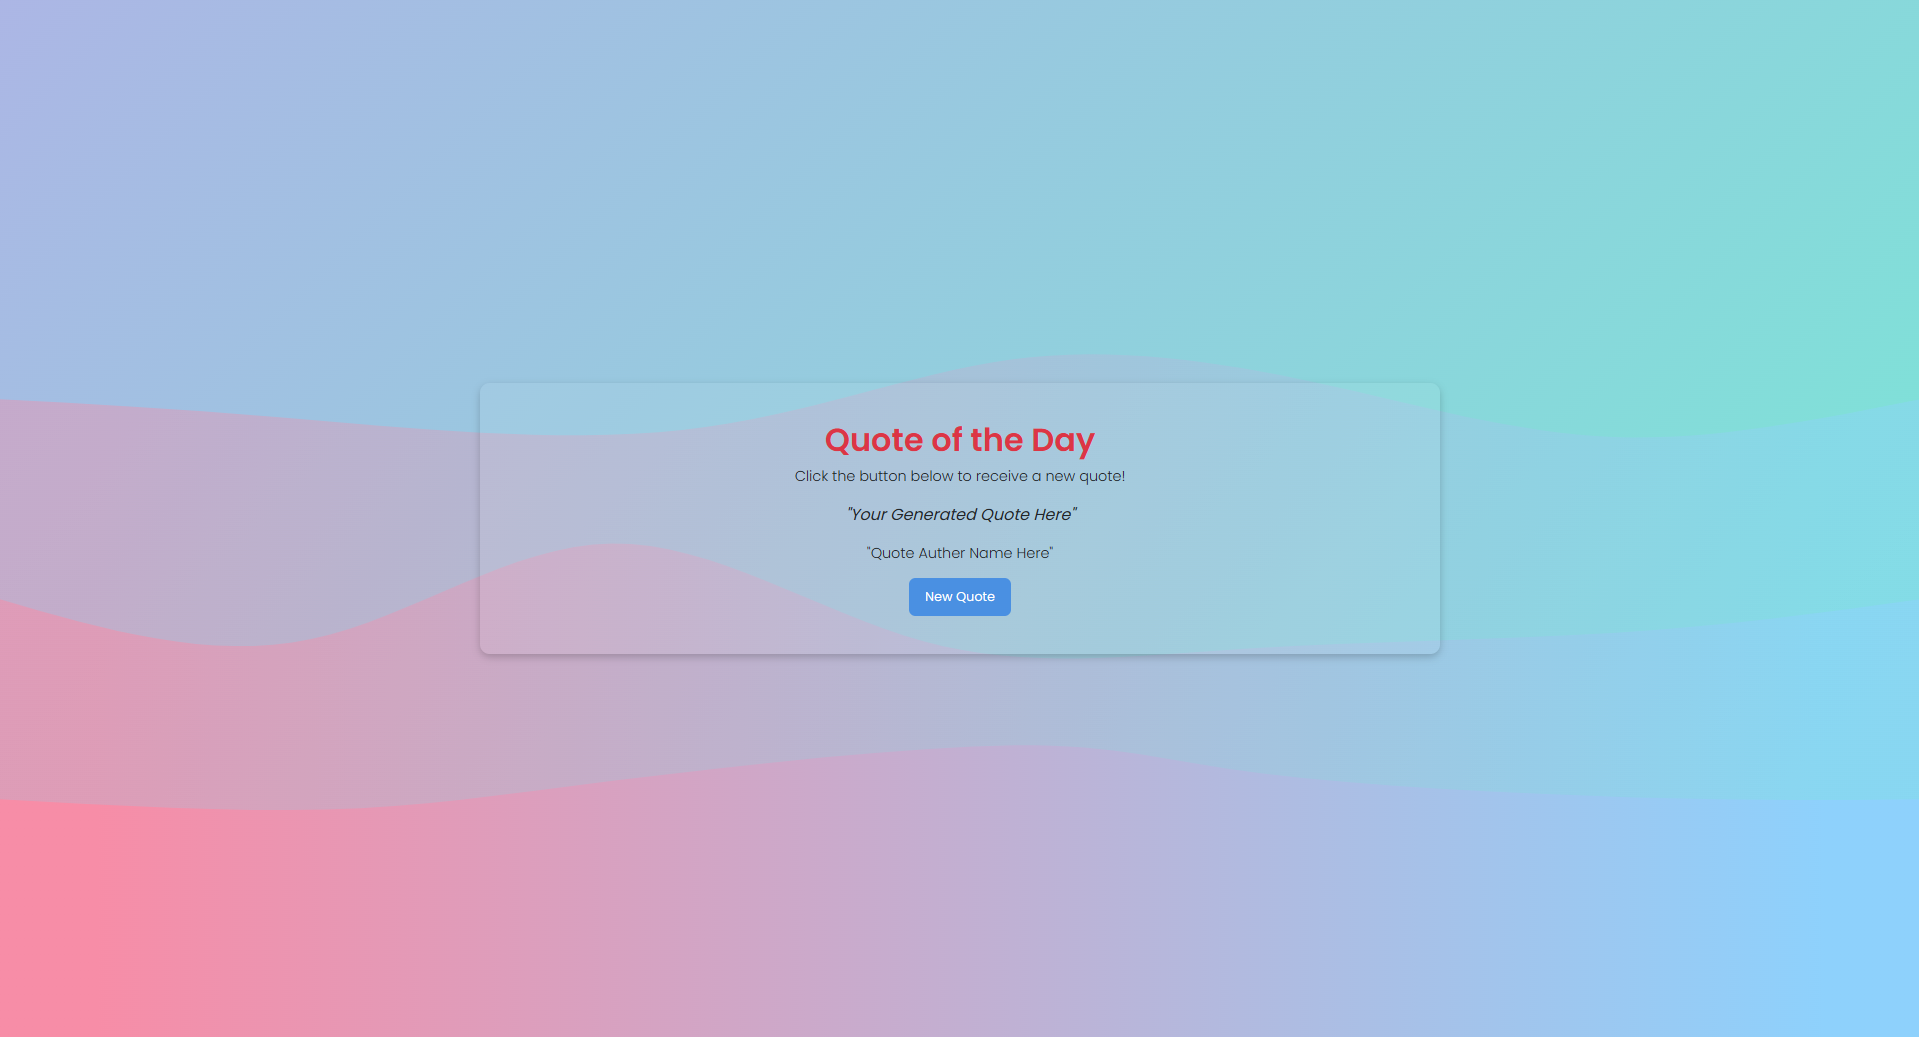 Quote of the Day
Click the button below to receive a new quote!
"Your Generated Quote Here"
"Quote Auther Name Here"
New Quote